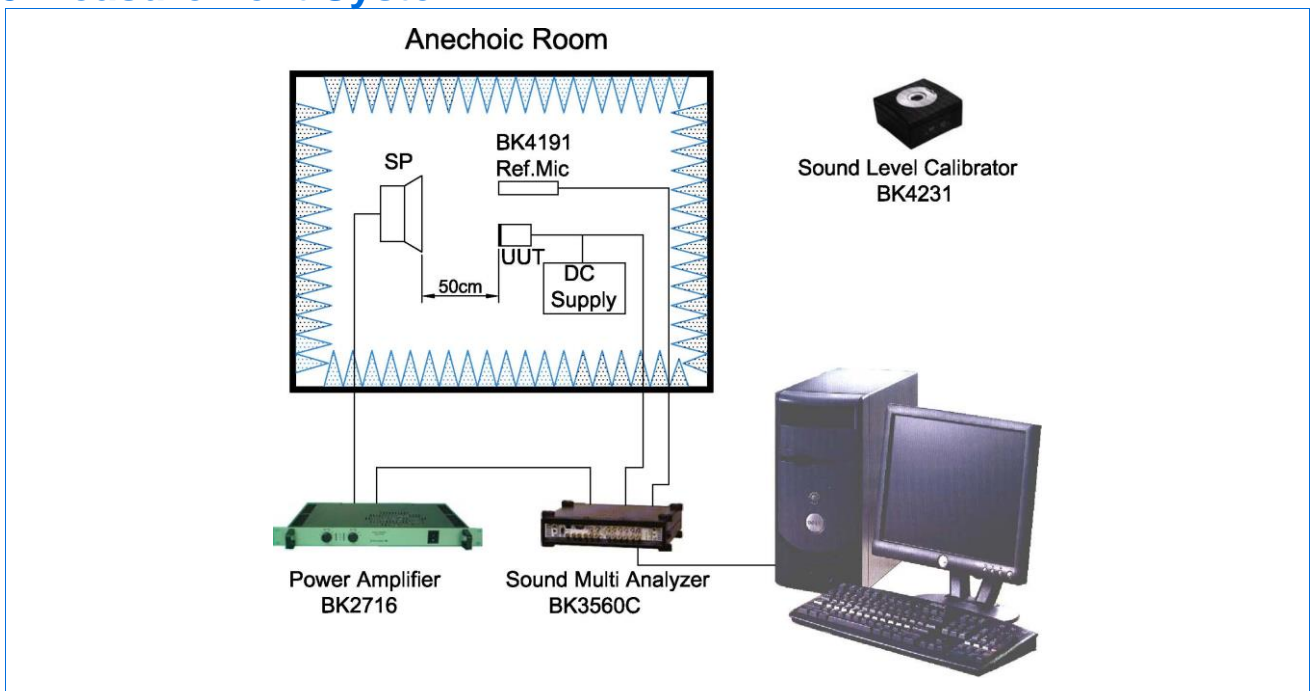 Anechoic Room
SP
BK4191
Ref.Mic
UUT
50cm
DC
Supply
Sound Level Calibrator
BK4231
Power Amplifier
BK2716
Sound Multi Analyzer
BK3560C